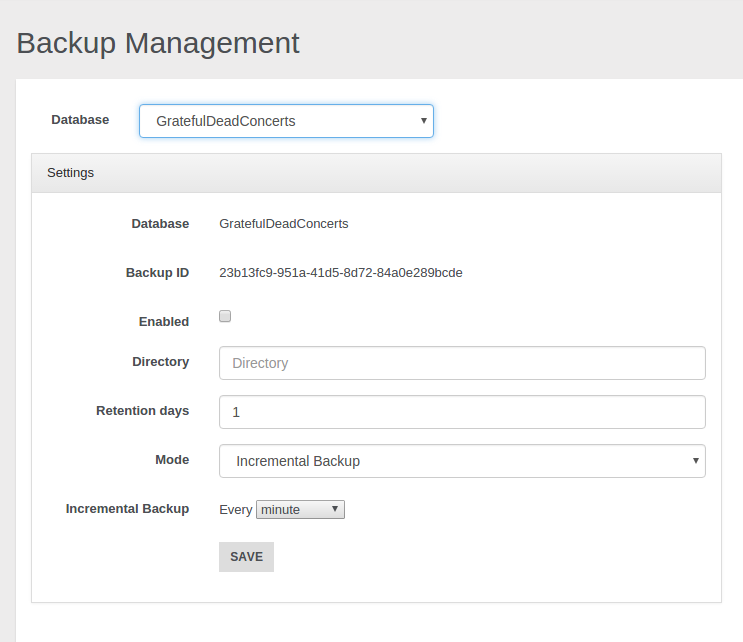 Backup Management
Database GratefulDeadConcerts
Settings
Database GratefulDeadConcerts
Backup ID 23b13fc9-951a-41d5-8d72-84a0e289bcde
Enabled
Directory Directory
Retention days 1
Mode Incremental Backup
Incremental Backup Every minute
SAVE